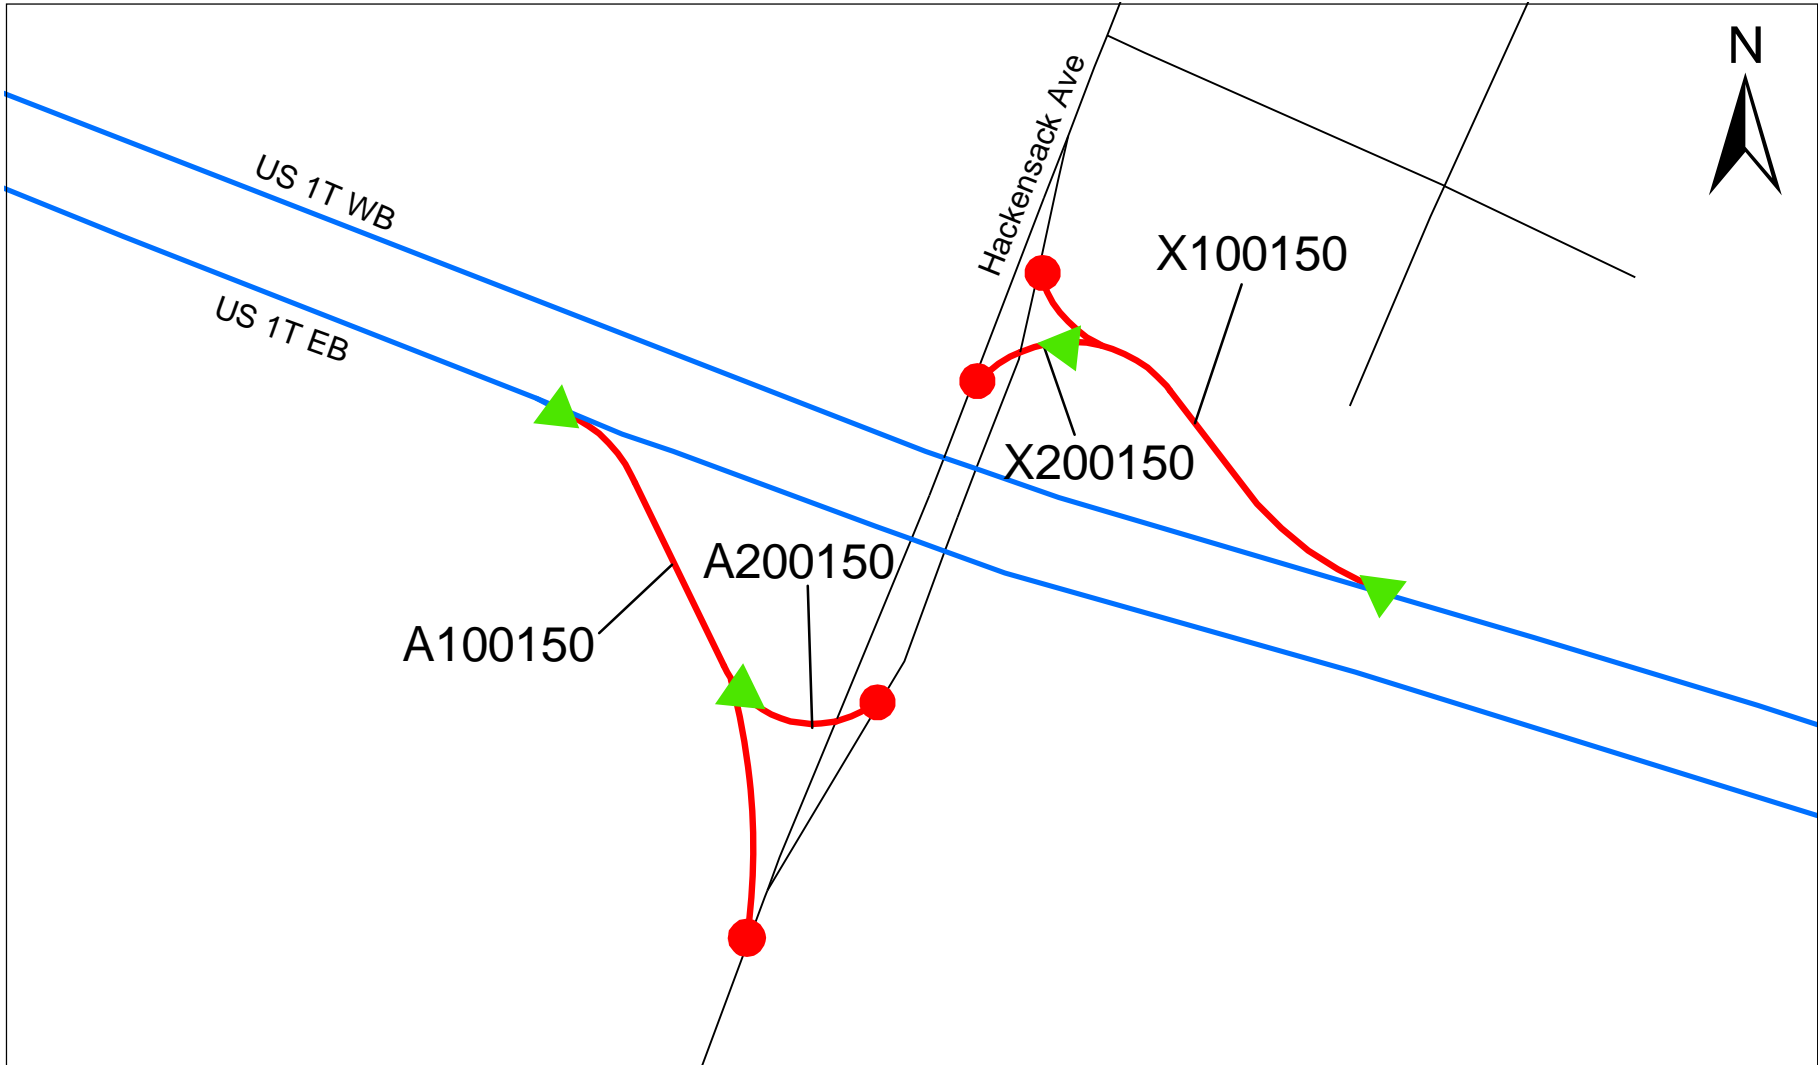 N
Hackensack Ave
US 1T WB
X100150
US 1T EB
X200150
A200150
A100150